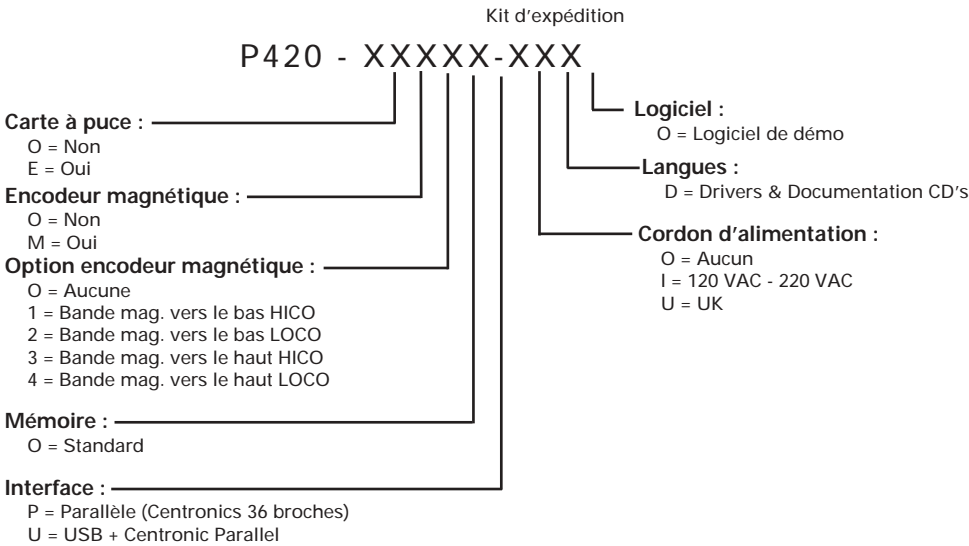 Kit d'expédition
P420 - XXXXX-XXX
Carte à puce :
O = Non
E = Oui
Encodeur magnétique :
O = Non
M = Oui
Option encodeur magnétique :
O = Aucune
1 = Bande mag. vers le bas HICO
2 = Bande mag. vers le bas LOCO
3 = Bande mag. vers le haut HICO
4 = Bande mag. vers le haut LOCO
Mémoire :
O = Standard
Interface :
P = Parallèle (Centronics 36 broches)
U = USB + Centronic Parallel
Logiciel :
O = Logiciel de démo
Langues :
D = Drivers & Documentation CD's
Cordon d'alimentation :
O = Aucun
I = 120 VAC - 220 VAC
U = UK